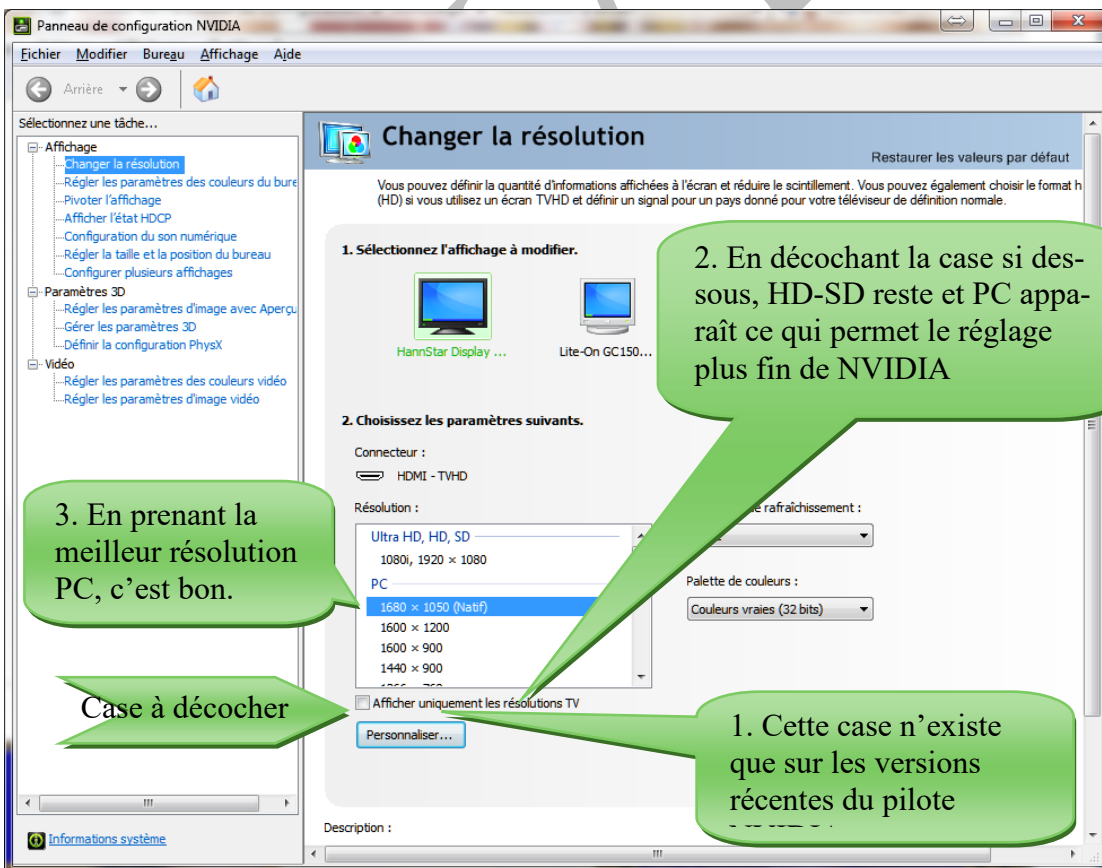 Panneau de configuration NVIDIA
Fichier Modifier Bureau Affichage Aide
Arrière
Sélectionnez une tâche...
Affichage
Changer la résolution
Régler les paramètres des couleurs du bure
Pivoter l'affichage
Afficher l'état HDCP
Configuration du son numérique
Régler la taille et la position du bureau
Configurer plusieurs affichages
Paramètres 3D
Régler les paramètres d'image avec Aperçu
Gérer les paramètres 3D
Définir la configuration PhysX
Vidéo
Régler les paramètres des couleurs vidéo
Régler les paramètres d'image vidéo
Informations système
Changer la résolution
Restaurer les valeurs par défaut
Vous pouvez définir la quantité d'informations affichées à l'écran et réduire le scintillement. Vous pouvez également choisir le format h
(HD) si vous utilisez un écran TVHD et définir un signal pour un pays donné pour votre téléviseur de définition normale.
1. Sélectionnez l'affichage à modifier.
HannStar Display ...
Lite-On GC150...
2. En décochant la case si des-
sous, HD-SD reste et PC appa-
raît ce qui permet le réglage
plus fin de NVIDIA
2. Choisissez les paramètres suivants.
Connecteur :
HDMI - TVHD
Résolution :
rafraîchissement :
Ultra HD, HD, SD
1080i, 1920 × 1080
PC
1680 × 1050 (Natif)
1600 × 1200
1600 × 900
1440 × 900
Palette de couleurs :
Couleurs vraies (32 bits)
3. En prenant la
meilleur résolution
PC, c'est bon.
Case à décocher
Afficher uniquement les résolutions TV
Personnaliser...
1. Cette case n'existe
que sur les versions
récentes du pilote
Description :